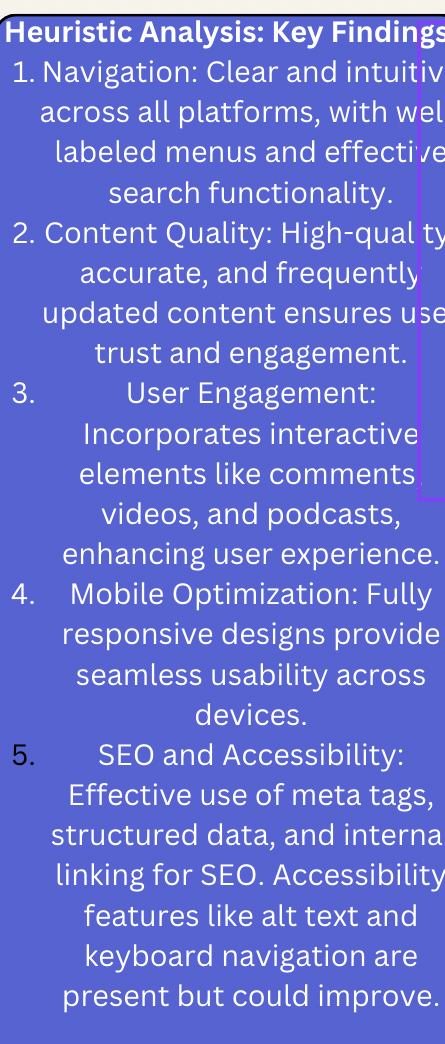 Heuristic Analysis: Key Findings
1. Navigation: Clear and intuitiv
across all platforms, with wel
labeled menus and effective
search functionality.
2. Content Quality: High-quality
accurate, and frequently
updated content ensures use
trust and engagement.
3. User Engagement:
Incorporates interactive
elements like comments,
videos, and podcasts,
enhancing user experience.
4. Mobile Optimization: Fully
responsive designs provide
seamless usability across
devices.
5. SEO and Accessibility:
Effective use of meta tags,
structured data, and interna
linking for SEO. Accessibility
features like alt text and
keyboard navigation are
present but could improve.